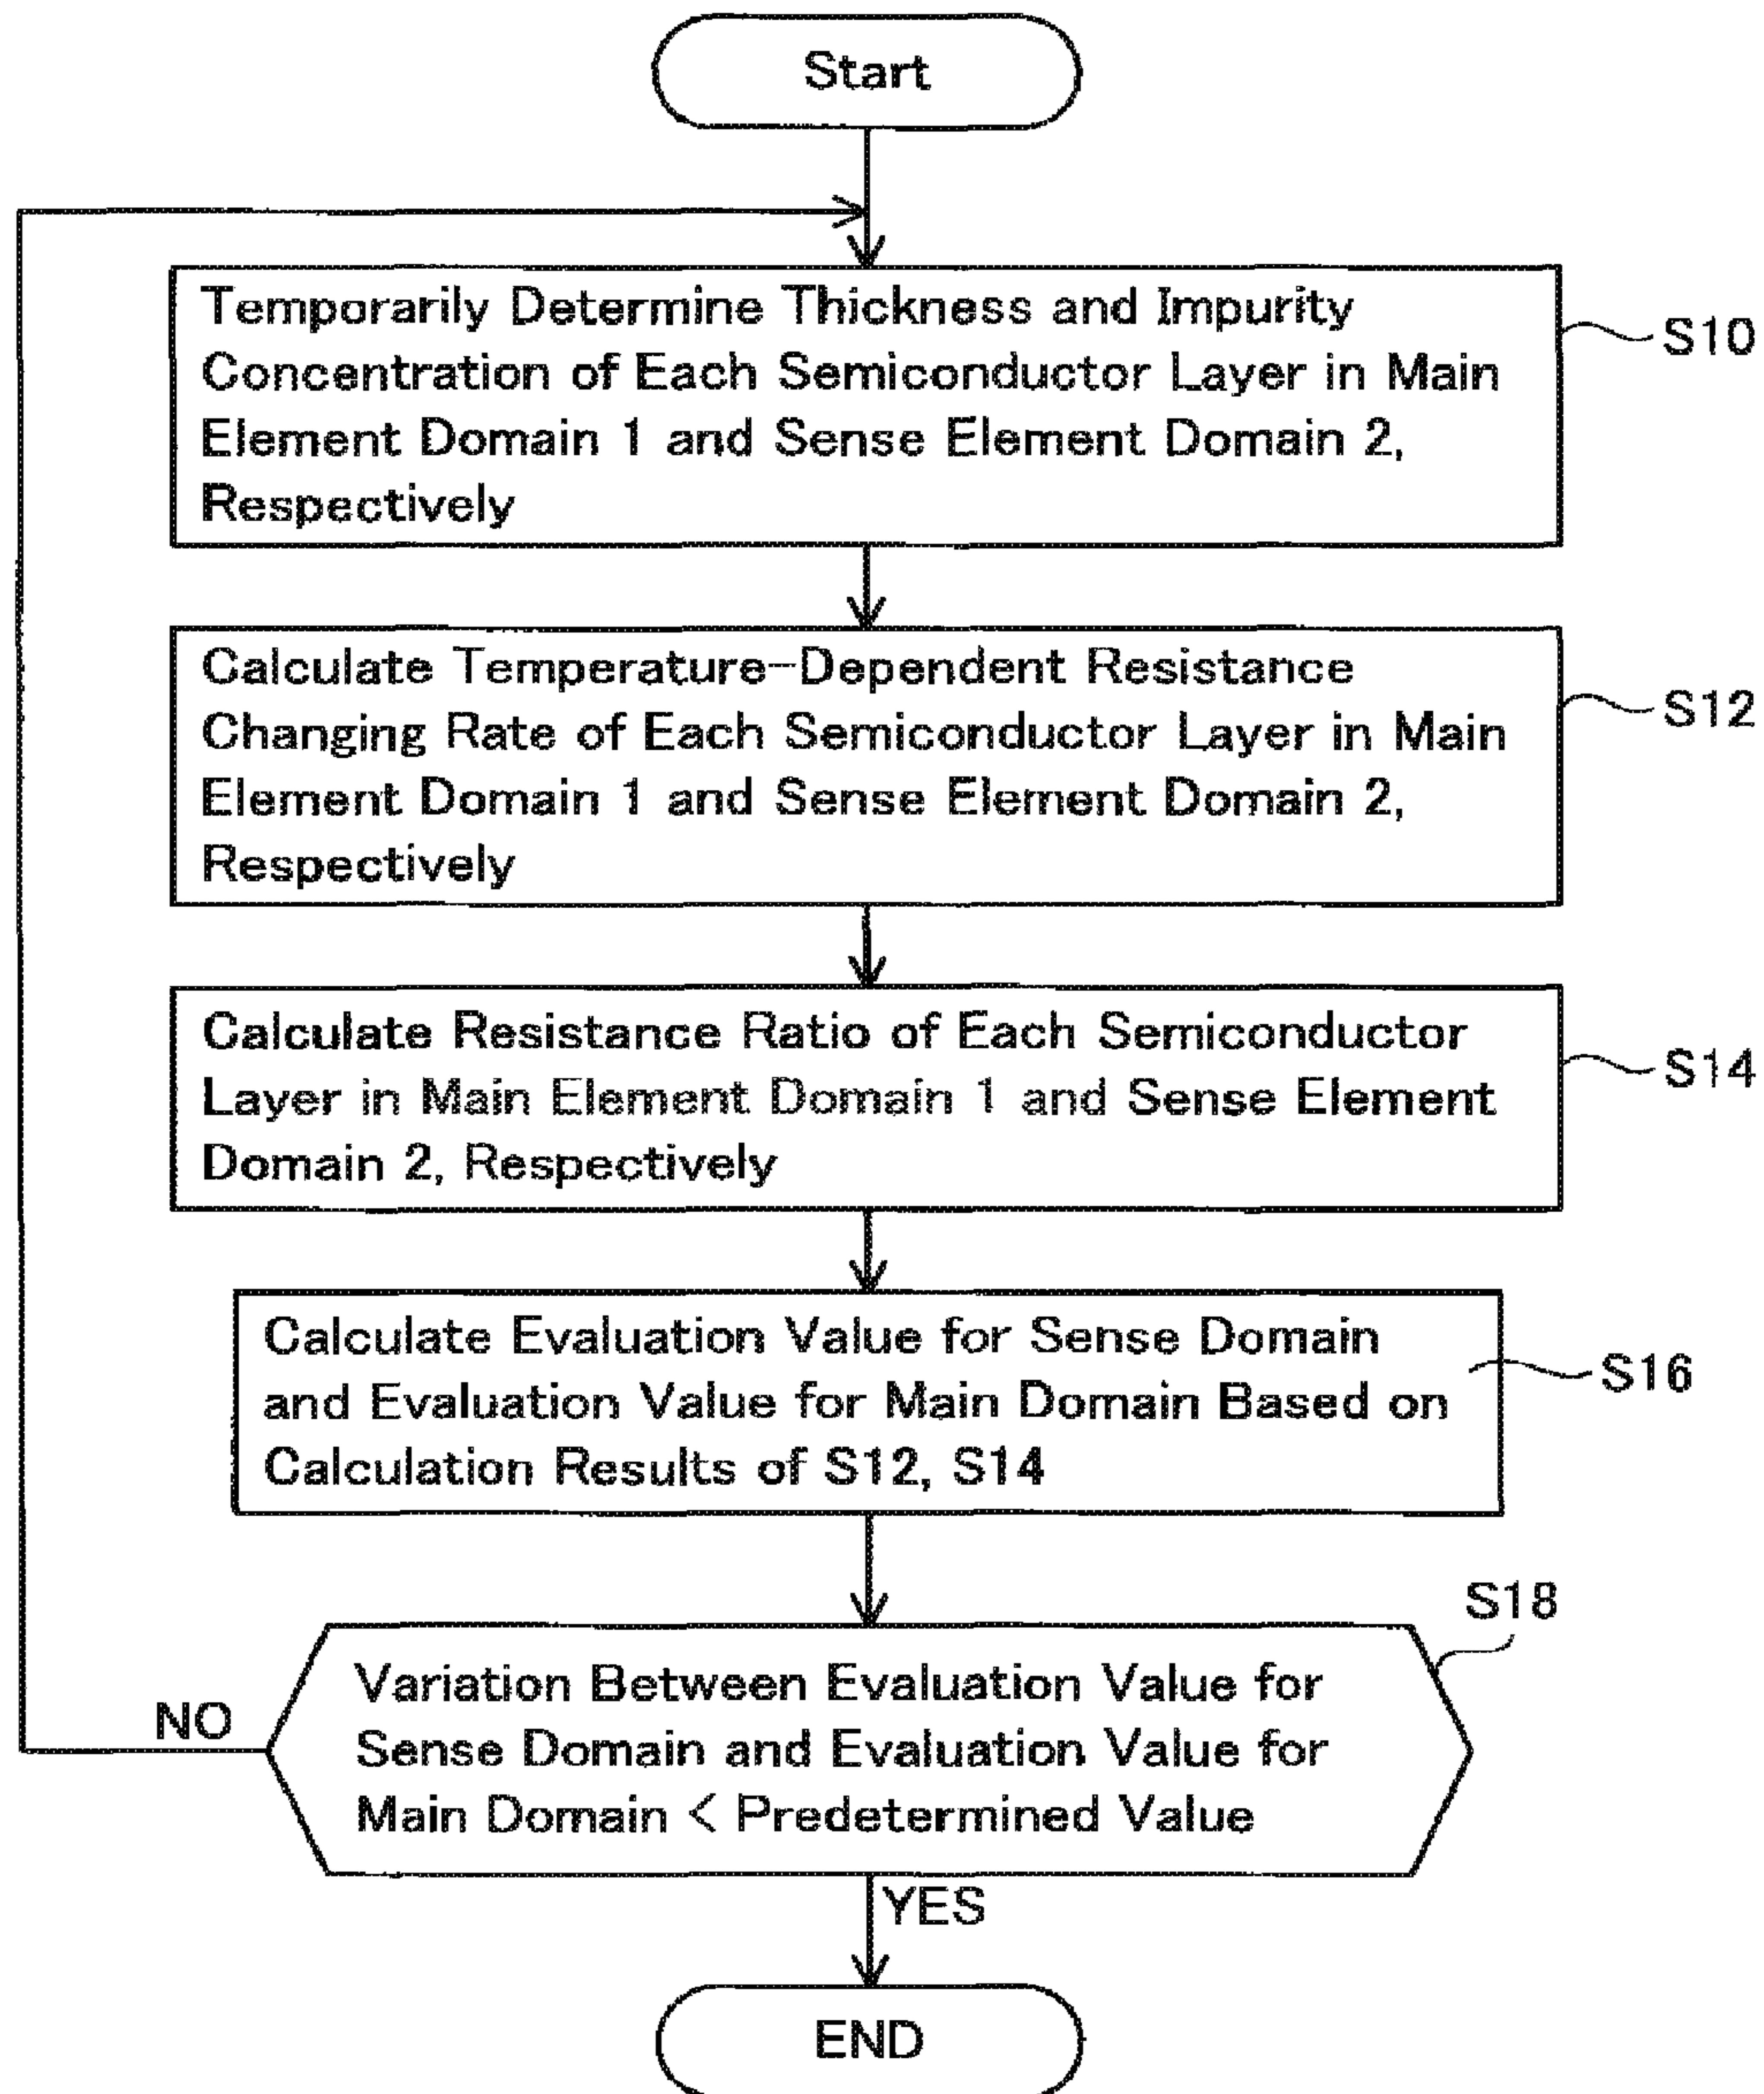 Start
Temporarily Determine Thickness and Impurity
Concentration of Each Semiconductor Layer in Main
Element Domain 1 and Sense Element Domain 2,
Respectively
S10
Calculate Temperature-Dependent Resistance
Changing Rate of Each Semiconductor Layer in Main
Element Domain 1 and Sense Element Domain 2,
Respectively
S12
Calculate Resistance Ratio of Each Semiconductor
Layer in Main Element Domain 1 and Sense Element
Domain 2, Respectively
S14
Calculate Evaluation Value for Sense Domain
and Evaluation Value for Main Domain Based on
Calculation Results of S12, S14
S16
S18
Variation Between Evaluation Value for
Sense Domain and Evaluation Value for
Main Domain < Predetermined Value
NO
YES
END